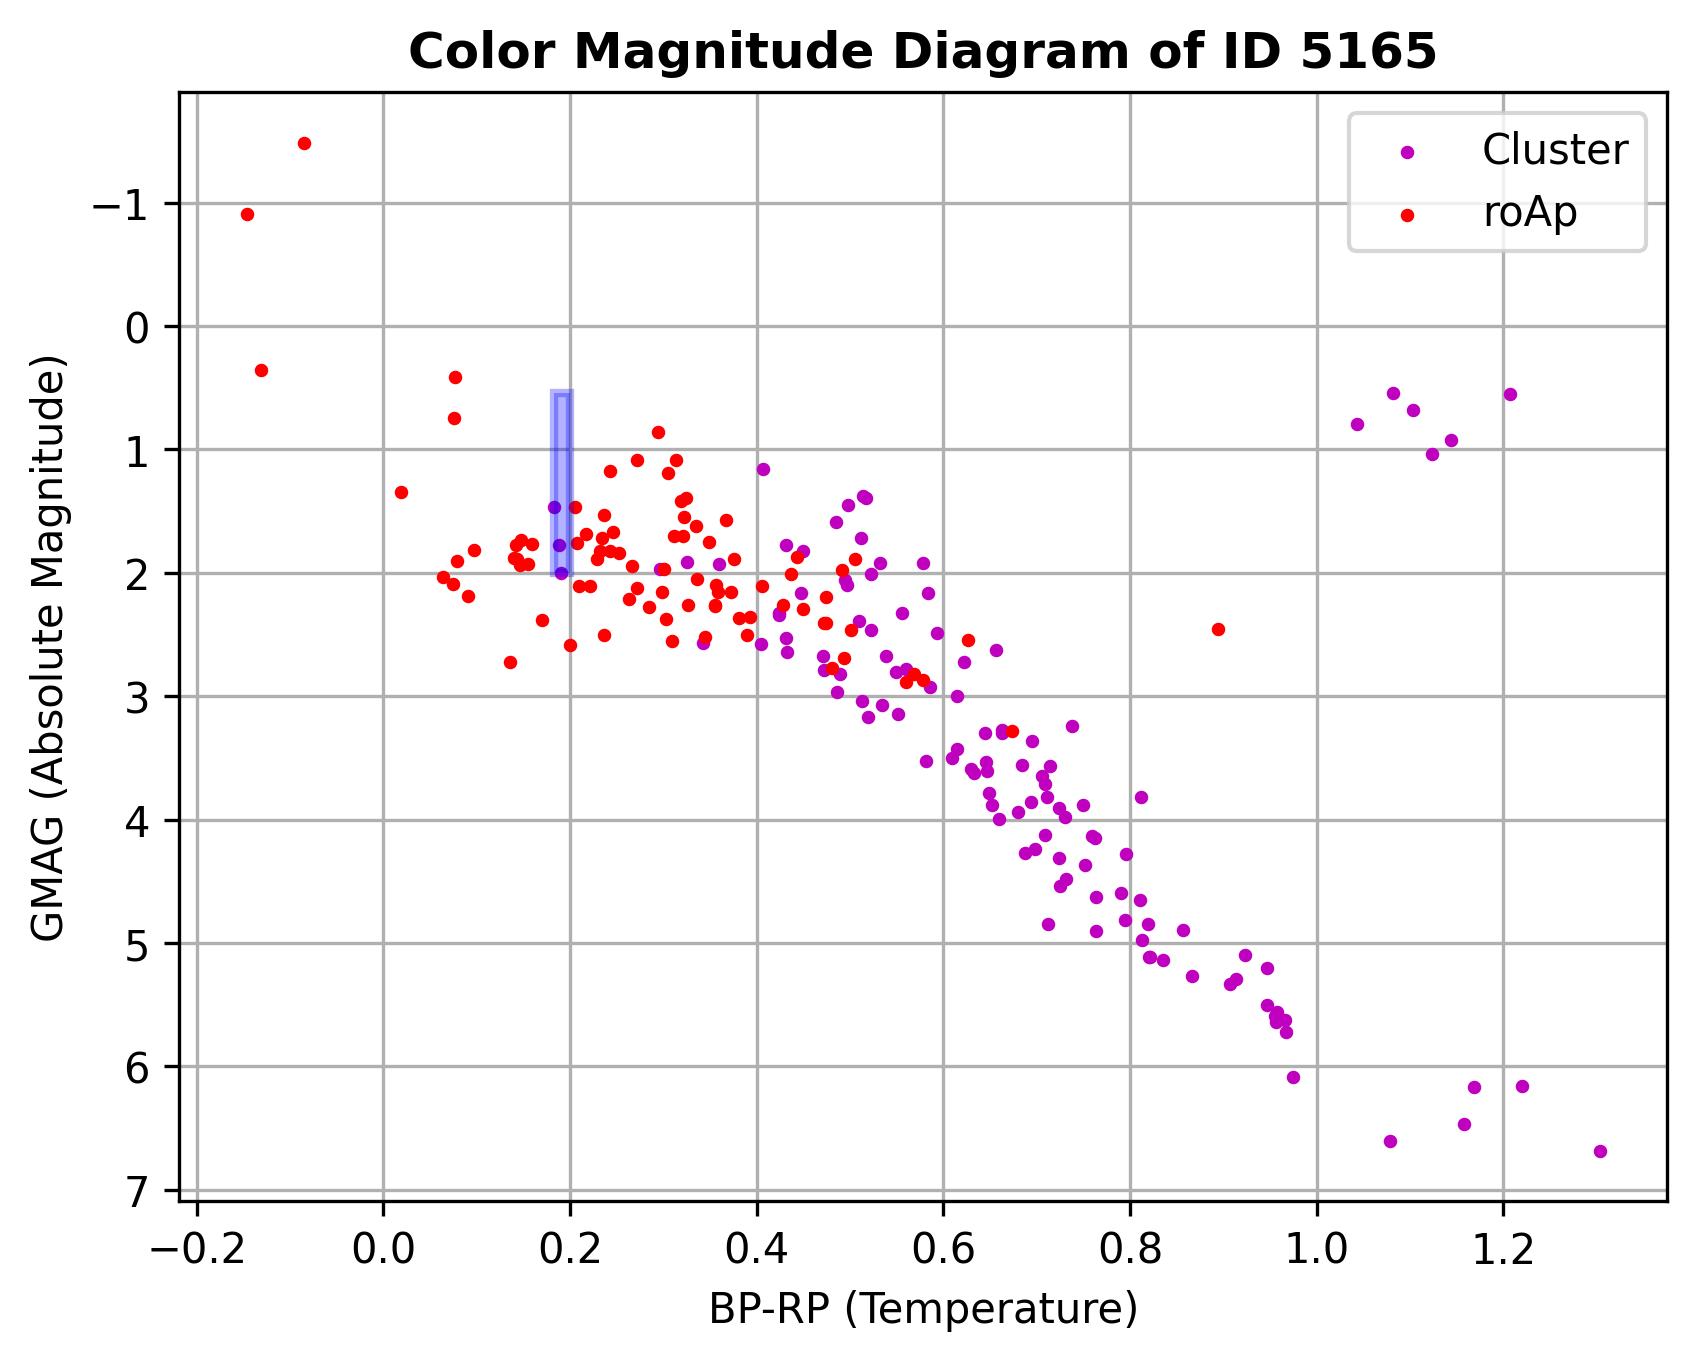 Color Magnitude Diagram of ID 5165
Cluster
roAp
GMAG (Absolute Magnitude)
−1
0
1
2
3
4
5
6
7
−0.2 0.0 0.2 0.4 0.6 0.8 1.0 1.2
BP-RP (Temperature)